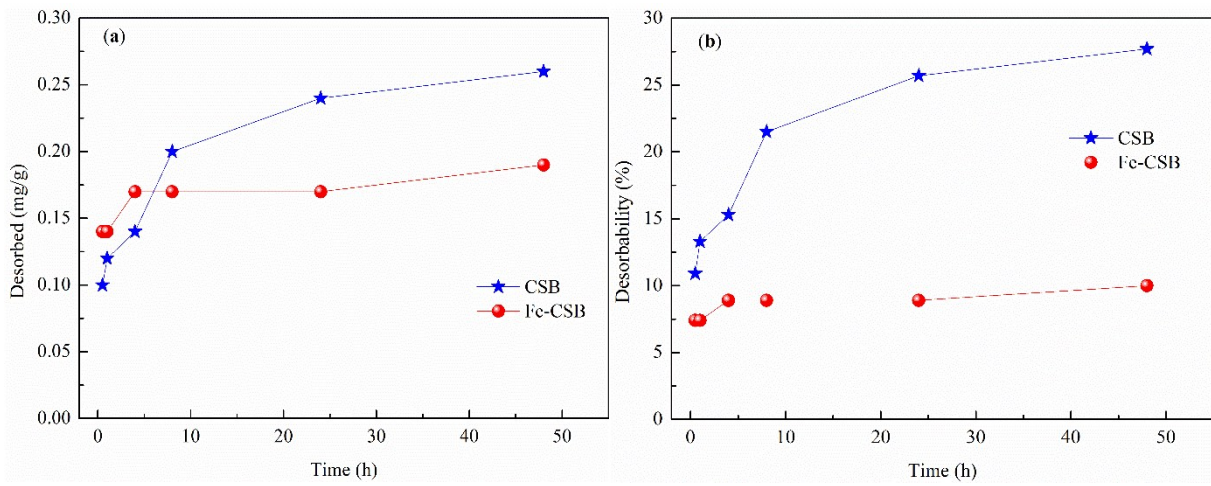 (a)
0.30
0.25
0.20
0.15
0.10
0.05
0.00
Desorbed (mg/g)
CSB
Fe-CSB
0 10 20 30 40 50
Time (h)
(b)
30
25
20
15
10
5
0
Desorbability (%)
CSB
Fe-CSB
0 10 20 30 40 50
Time (h)